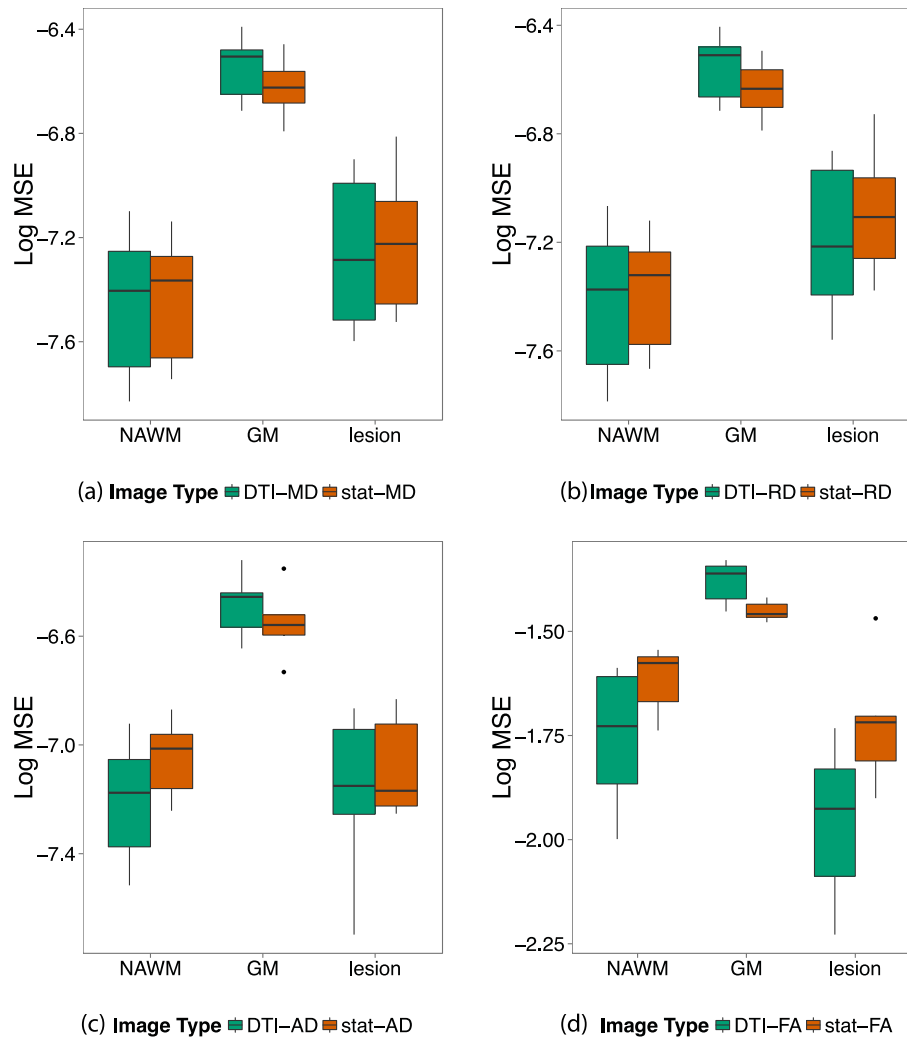 Log MSE
−6.4
−6.8
−7.2
−7.6
NAWM GM lesion
(a) Image Type DTI−MD stat−MD
Log MSE
−6.4
−6.8
−7.2
−7.6
NAWM GM lesion
(b) Image Type DTI−RD stat−RD
Log MSE
−6.6
−7.0
−7.4
NAWM GM lesion
(c) Image Type DTI−AD stat−AD
Log MSE
−1.50
−1.75
−2.00
−2.25
NAWM GM lesion
(d) Image Type DTI−FA stat−FA